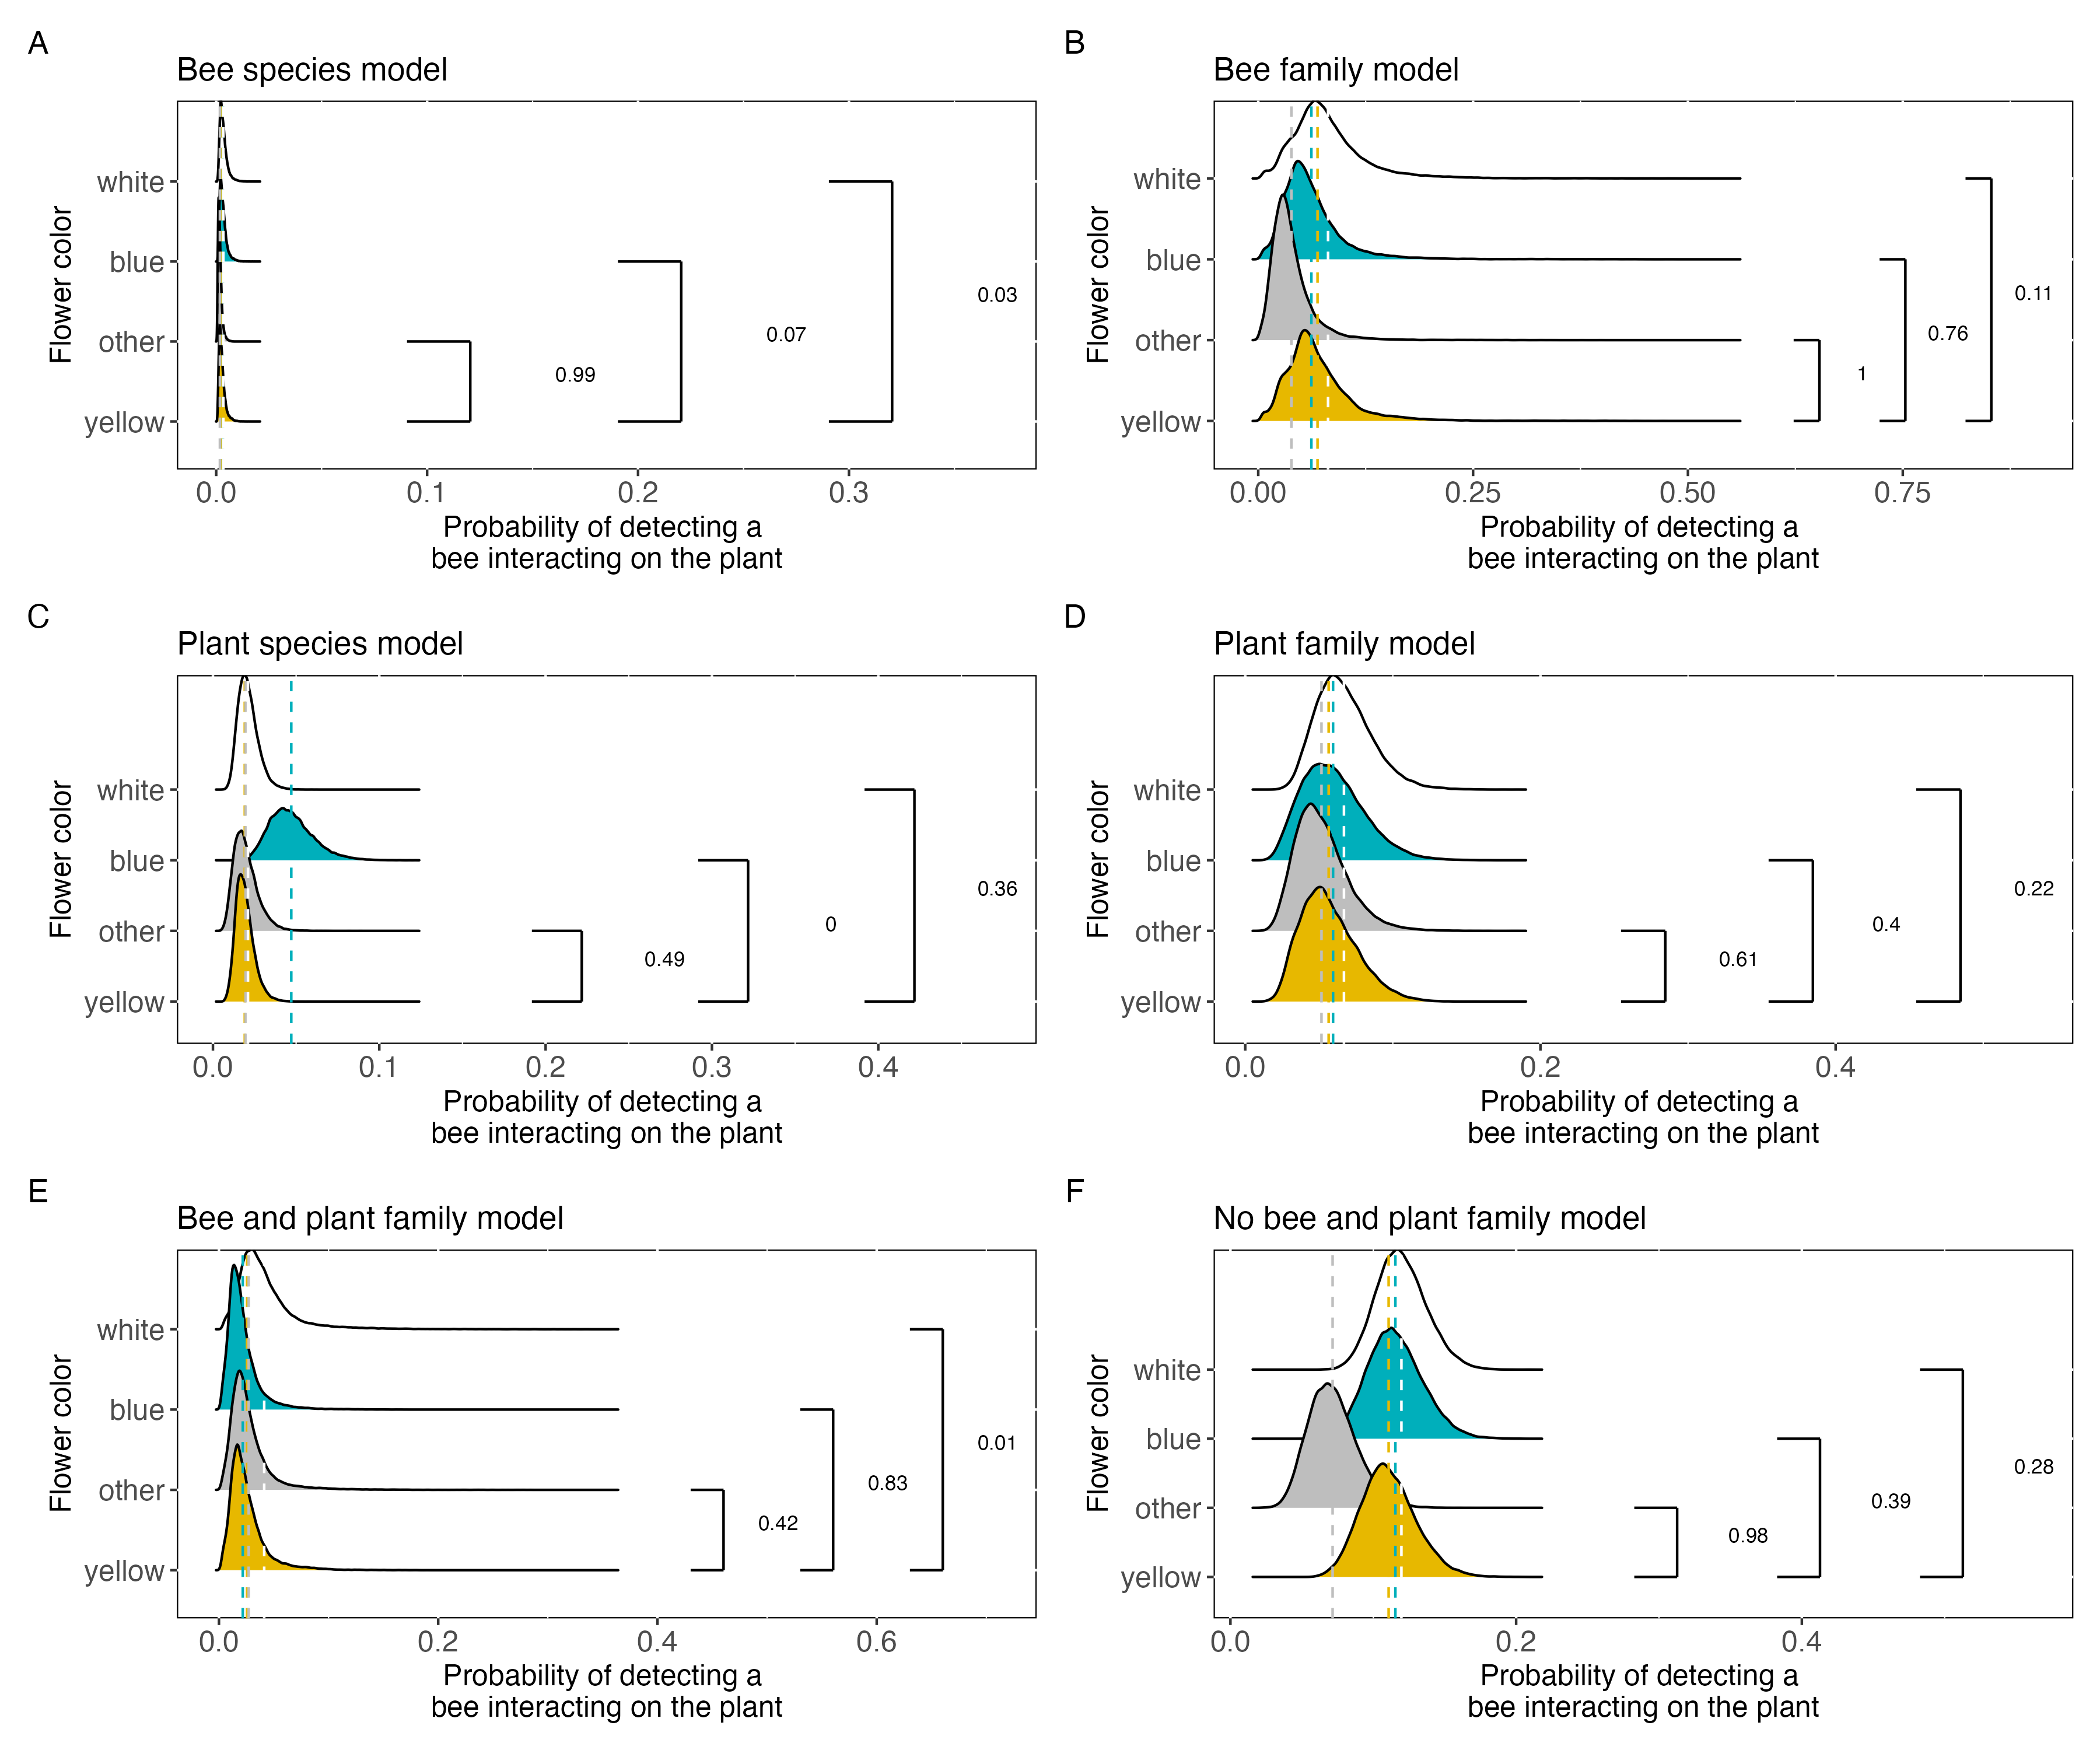 A
Bee species model
Flower color
white
blue
other
yellow
0.99
0.07
0.03
0.0 0.1 0.2 0.3
Probability of detecting a
bee interacting on the plant
B
Bee family model
Flower color
white
blue
other
yellow
1
0.76
0.11
0.00 0.25 0.50 0.75
Probability of detecting a
bee interacting on the plant
C
Plant species model
Flower color
white
blue
other
yellow
0.49
0
0.36
0.0 0.1 0.2 0.3 0.4
Probability of detecting a
bee interacting on the plant
D
Plant family model
Flower color
white
blue
other
yellow
0.61
0.4
0.22
0.0 0.2 0.4
Probability of detecting a
bee interacting on the plant
E
Bee and plant family model
Flower color
white
blue
other
yellow
0.42
0.83
0.01
0.0 0.2 0.4 0.6
Probability of detecting a
bee interacting on the plant
F
No bee and plant family model
Flower color
white
blue
other
yellow
0.98
0.39
0.28
0.0 0.2 0.4
Probability of detecting a
bee interacting on the plant